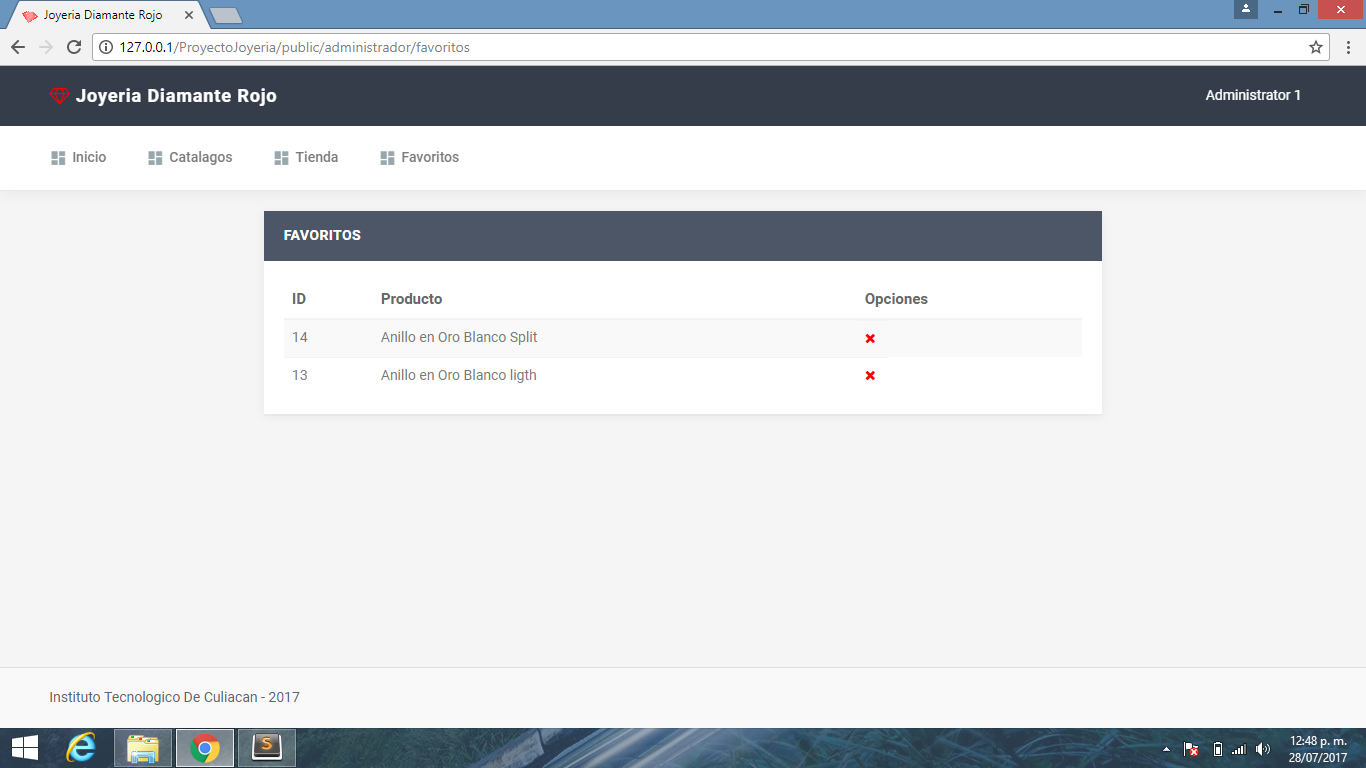 Joyeria Diamante Rojo
127.0.0.1/ProyectoJoyeria/public/administrador/favoritos
Joyeria Diamante Rojo
Administrator 1
Inicio
Catalagos
Tienda
Favoritos
FAVORITOS
ID Producto Opciones
14 Anillo en Oro Blanco Split
13 Anillo en Oro Blanco ligth
Instituto Tecnologico De Culiacan - 2017
12:48 p. m.
28/07/2017